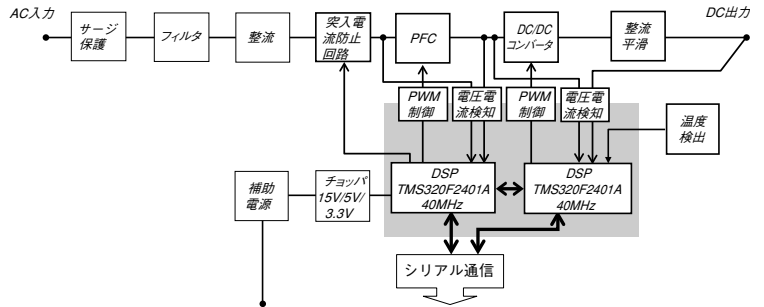 AC入力
DC出力
サージ
保護
フィルタ
整流
突入電
流防止
回路
PFC
DC/DC
コンバータ
整流
平滑
PWM
制御
電圧電
流検知
PWM
制御
電圧電
流検知
温度
検出
補助
電源
チョッパ
15V/5V/
3.3V
DSP
TMS320F2401A
40MHz
DSP
TMS320F2401A
40MHz
シリアル通信